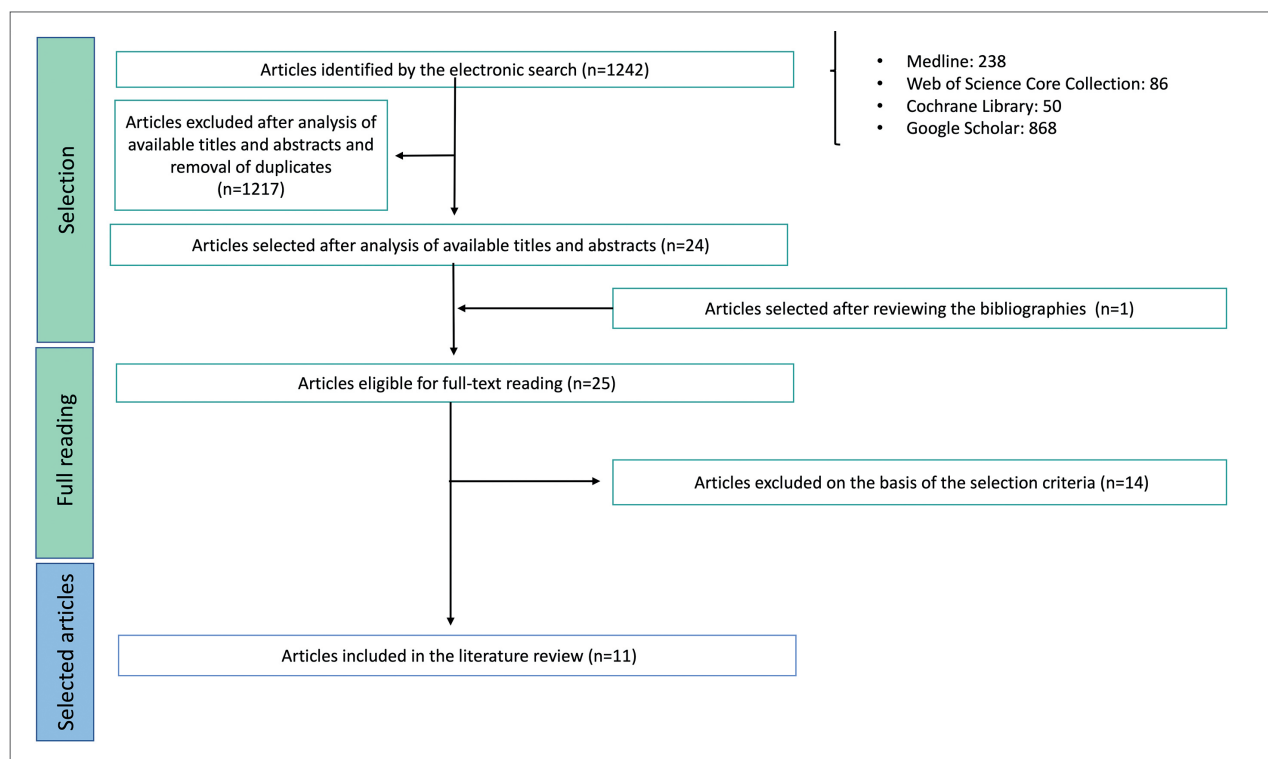 Selection
Articles identified by the electronic search (n=1242)
• Medline: 238
• Web of Science Core Collection: 86
• Cochrane Library: 50
• Google Scholar: 868
Articles excluded after analysis of
available titles and abstracts and
removal of duplicates
(n=1217)
Articles selected after analysis of available titles and abstracts (n=24)
Articles selected after reviewing the bibliographies (n=1)
Full reading
Articles eligible for full-text reading (n=25)
Articles excluded on the basis of the selection criteria (n=14)
Selected articles
Articles included in the literature review (n=11)